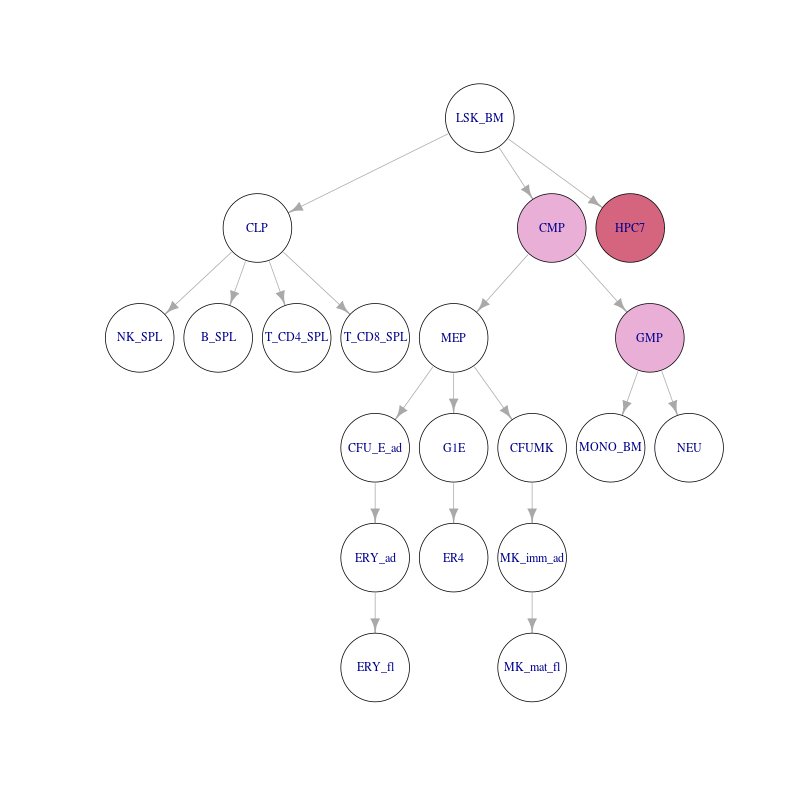 LSK_BM
CLP
CMP
HPC7
NK_SPL
B_SPL
T_CD4_SPL
T_CD8_SPL
MEP
GMP
CFU_E_ad
G1E
CFUMK
MONO_BM
NEU
ERY_ad
ER4
MK_imm_ad
ERY_fl
MK_mat_fl